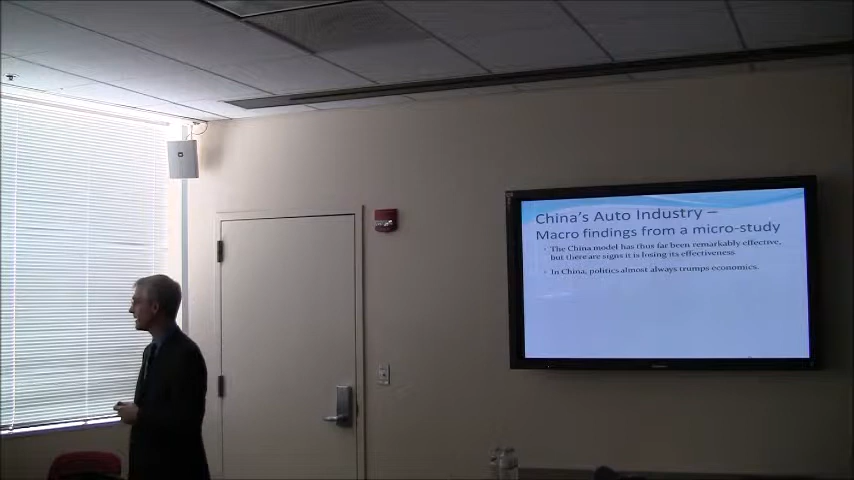 China's Auto Industry –
Macro findings from a micro-study
• The China model has thus far been remarkably effective,
but there are signs it is losing its effectiveness
• In China, politics almost always trumps economics.